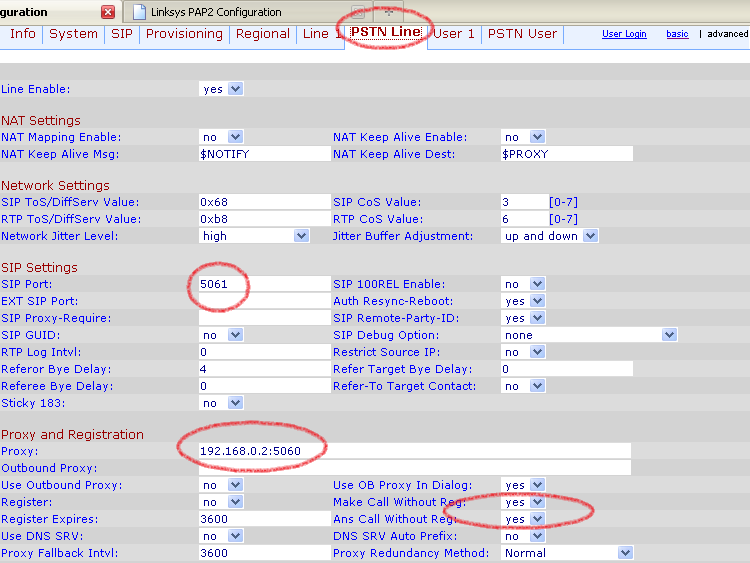 guration Linksys PAP2 Configuration
Info System SIP Provisioning Regional Line 1 PSTN Line User 1 PSTN User User Login basic | advanced
Line Enable: yes
NAT Settings
NAT Mapping Enable: no NAT Keep Alive Enable: no
NAT Keep Alive Msg: $NOTIFY NAT Keep Alive Dest: $PROXY
Network Settings
SIP ToS/DiffServ Value: 0x68 SIP CoS Value: 3 [0-7]
RTP ToS/DiffServ Value: 0xb8 RTP CoS Value: 6 [0-7]
Network Jitter Level: high Jitter Buffer Adjustment: up and down
SIP Settings
SIP Port: 5061 SIP 100REL Enable: no
EXT SIP Port: Auth Resync-Reboot: yes
SIP Proxy-Require: SIP Remote-Party-ID: yes
SIP GUID: no SIP Debug Option: none
RTP Log Intvl: 0 Restrict Source IP: no
Referor Bye Delay: 4 Refer Target Bye Delay: 0
Referee Bye Delay: 0 Refer-To Target Contact: no
Sticky 183: no
Proxy and Registration
Proxy: 192.168.0.2:5060
Outbound Proxy:
Use Outbound Proxy: no Use OB Proxy In Dialog: yes
Register: no Make Call Without Reg: yes
Register Expires: 3600 Ans Call Without Reg: yes
Use DNS SRV: no DNS SRV Auto Prefix: no
Proxy Fallback Intvl: 3600 Proxy Redundancy Method: Normal